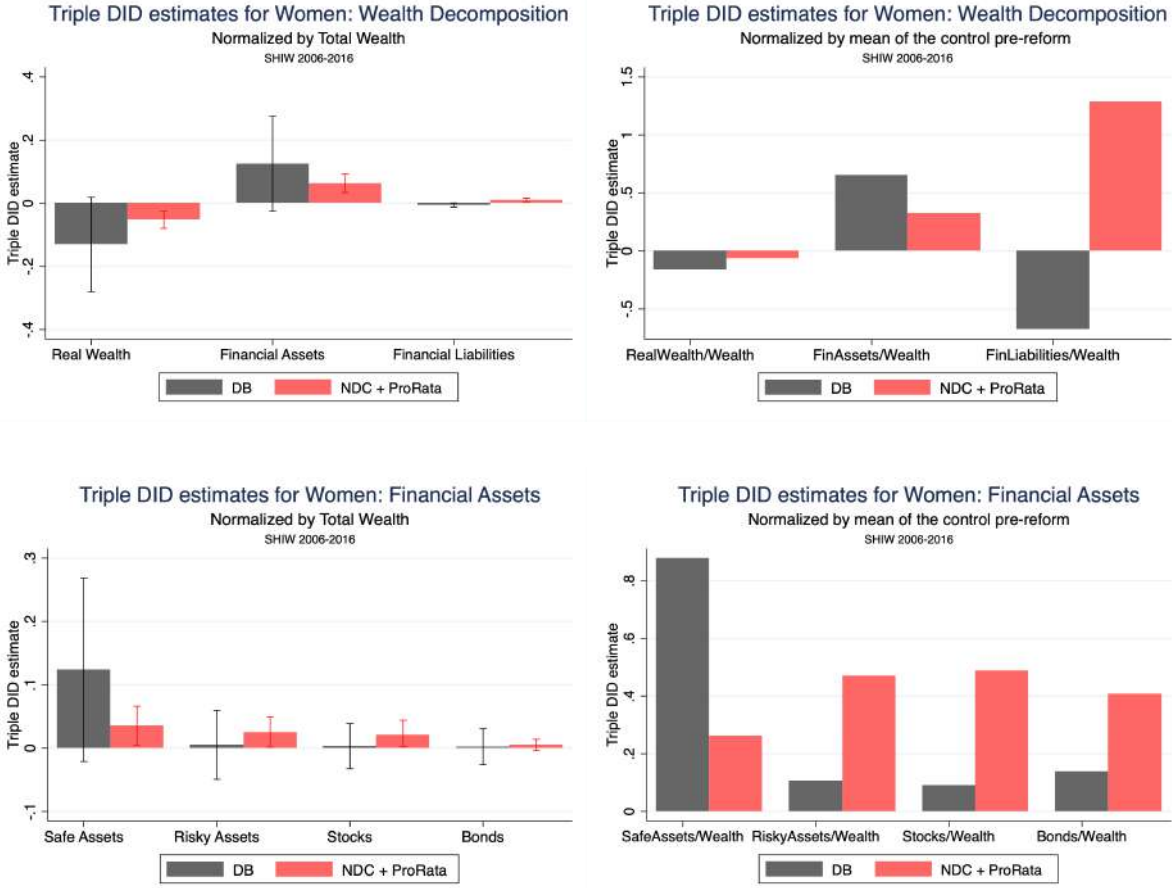 Triple DID estimates for Women: Wealth Decomposition
Normalized by Total Wealth
SHIW 2006-2016
Triple DID estimate
.4
.2
0
-.2
-.4
Real Wealth
Financial Assets
Financial Liabilities
DB
NDC + ProRata
Triple DID estimates for Women: Wealth Decomposition
Normalized by mean of the control pre-reform
SHIW 2006-2016
Triple DID estimate
1.5
1
.5
0
-.5
RealWealth/Wealth
FinAssets/Wealth
FinLiabilities/Wealth
DB
NDC + ProRata
Triple DID estimates for Women: Financial Assets
Normalized by Total Wealth
SHIW 2006-2016
Triple DID estimate
.3
.2
.1
0
-.1
Safe Assets
Risky Assets
Stocks
Bonds
DB
NDC + ProRata
Triple DID estimates for Women: Financial Assets
Normalized by mean of the control pre-reform
SHIW 2006-2016
Triple DID estimate
.8
.6
.4
.2
0
SafeAssets/Wealth
RiskyAssets/Wealth
Stocks/Wealth
Bonds/Wealth
DB
NDC + ProRata